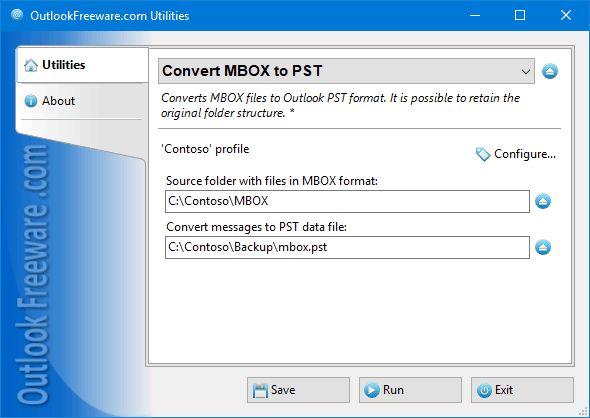 OutlookFreeware.com Utilities
Utilities
About
Convert MBOX to PST
Converts MBOX files to Outlook PST format. It is possible to retain the
original folder structure. *
'Contoso' profile
Configure...
Source folder with files in MBOX format:
C:\Contoso\MBOX
Convert messages to PST data file:
C:\Contoso\Backup\mbox.pst
Outlook Freeware .com
Save
Run
Exit